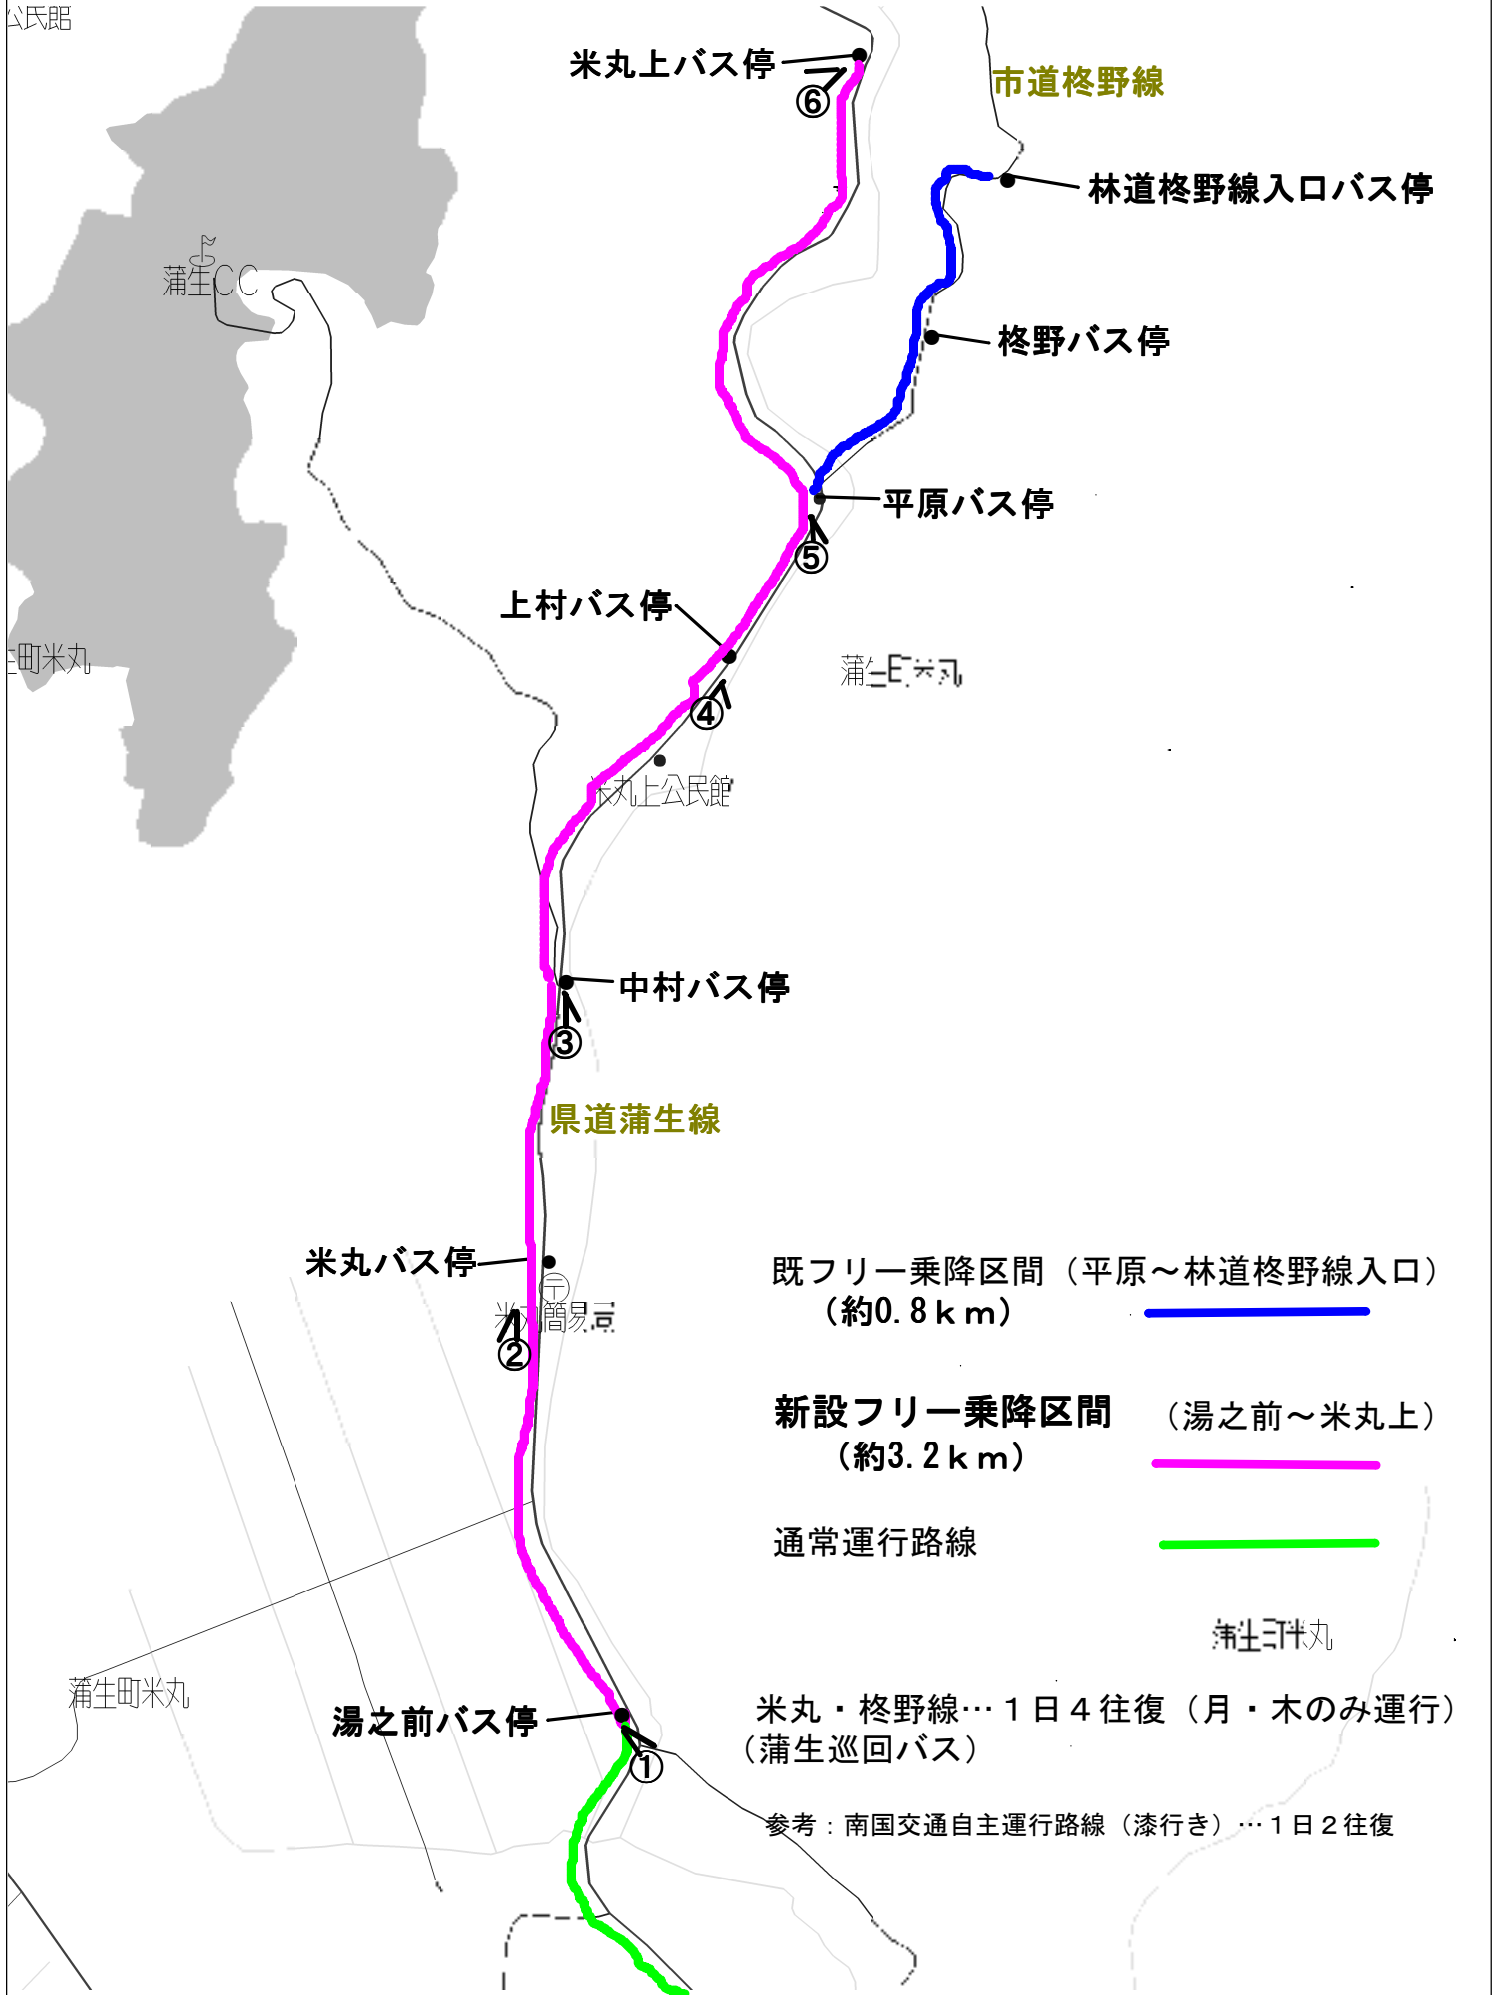 公民館
米丸上バス停
⑥
市道柊野線
林道柊野線入口バス停
蒲生CC
柊野バス停
平原バス停
⑤
上村バス停
町米丸
④
米丸上公民館
中村バス停
③
県道蒲生線
米丸バス停
〒
②
既フリー乗降区間（平原～林道柊野線入口）
（約0.8ｋｍ）
新設フリー乗降区間　（湯之前～米丸上）
（約3.2ｋｍ）
通常運行路線
蒲生町米丸
蒲生町米丸
湯之前バス停
①
米丸・柊野線…１日４往復（月・木のみ運行）
（蒲生巡回バス）
参考：南国交通自主運行路線（漆行き）…１日２往復